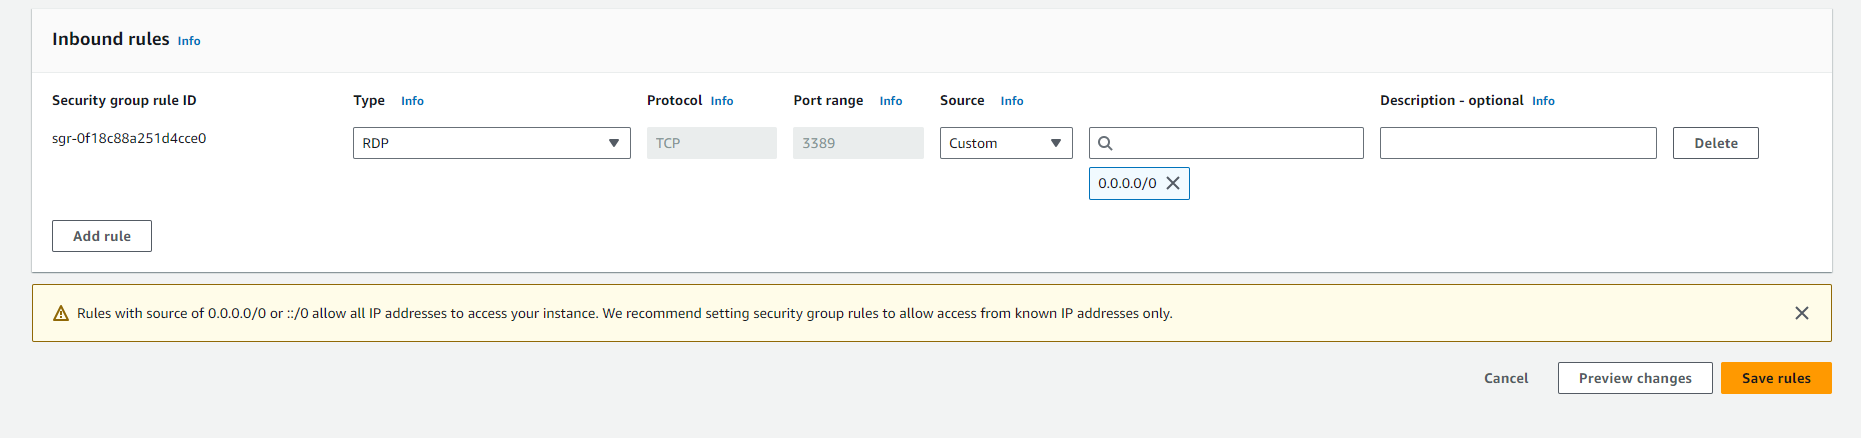 Inbound rules Info
Security group rule ID Type Info Protocol Info Port range Info Source Info Description - optional Info
sgr-0f18c88a251d4cce0 RDP TCP 3389 Custom Delete
0.0.0.0/0
Add rule
Rules with source of 0.0.0.0/0 or ::/0 allow all IP addresses to access your instance. We recommend setting security group rules to allow access from known IP addresses only.
Cancel Preview changes Save rules